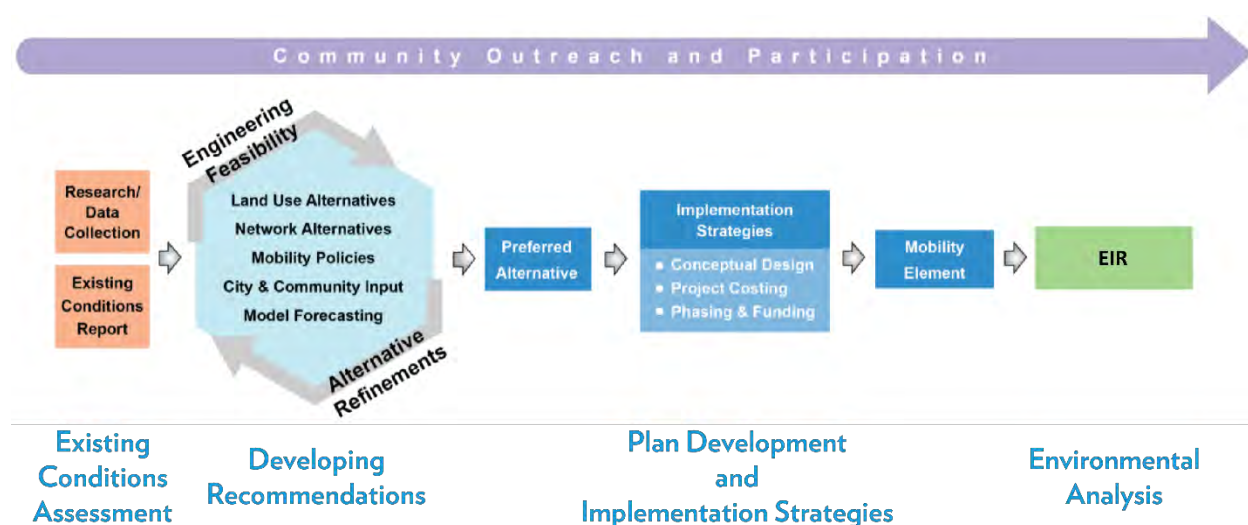 Community Outreach and Participation
Engineering
Feasibility
Research/
Data
Collection
Existing
Conditions
Report
Land Use Alternatives
Network Alternatives
Mobility Policies
City & Community Input
Model Forecasting
Alternative
Refinements
Preferred
Alternative
Implementation
Strategies
Conceptual Design
Project Costing
Phasing & Funding
Mobility
Element
EIR
Existing
Conditions
Assessment
Developing
Recommendations
Plan Development
and
Implementation Strategies
Environmental
Analysis